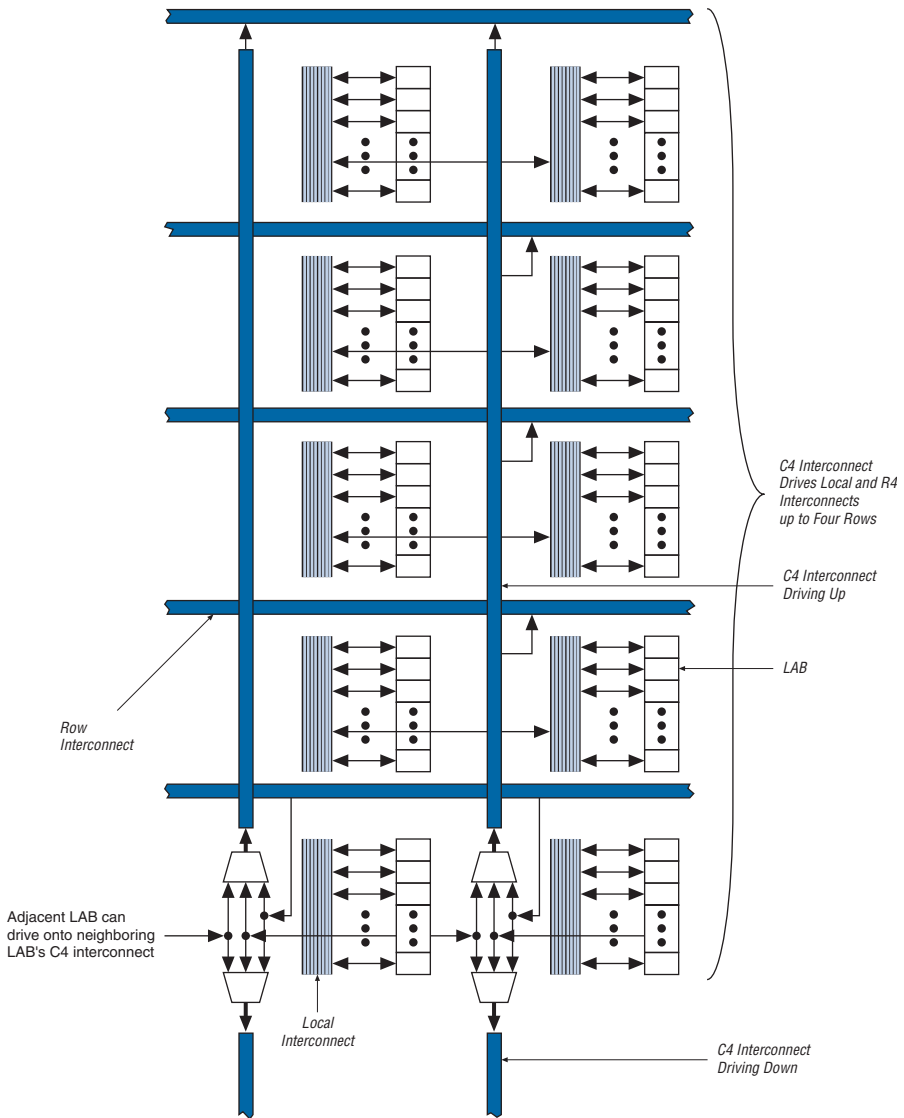 C4 Interconnect
Drives Local and R4
Interconnects
up to Four Rows
C4 Interconnect
Driving Up
LAB
Row
Interconnect
Adjacent LAB can
drive onto neighboring
LAB's C4 interconnect
Local
Interconnect
C4 Interconnect
Driving Down